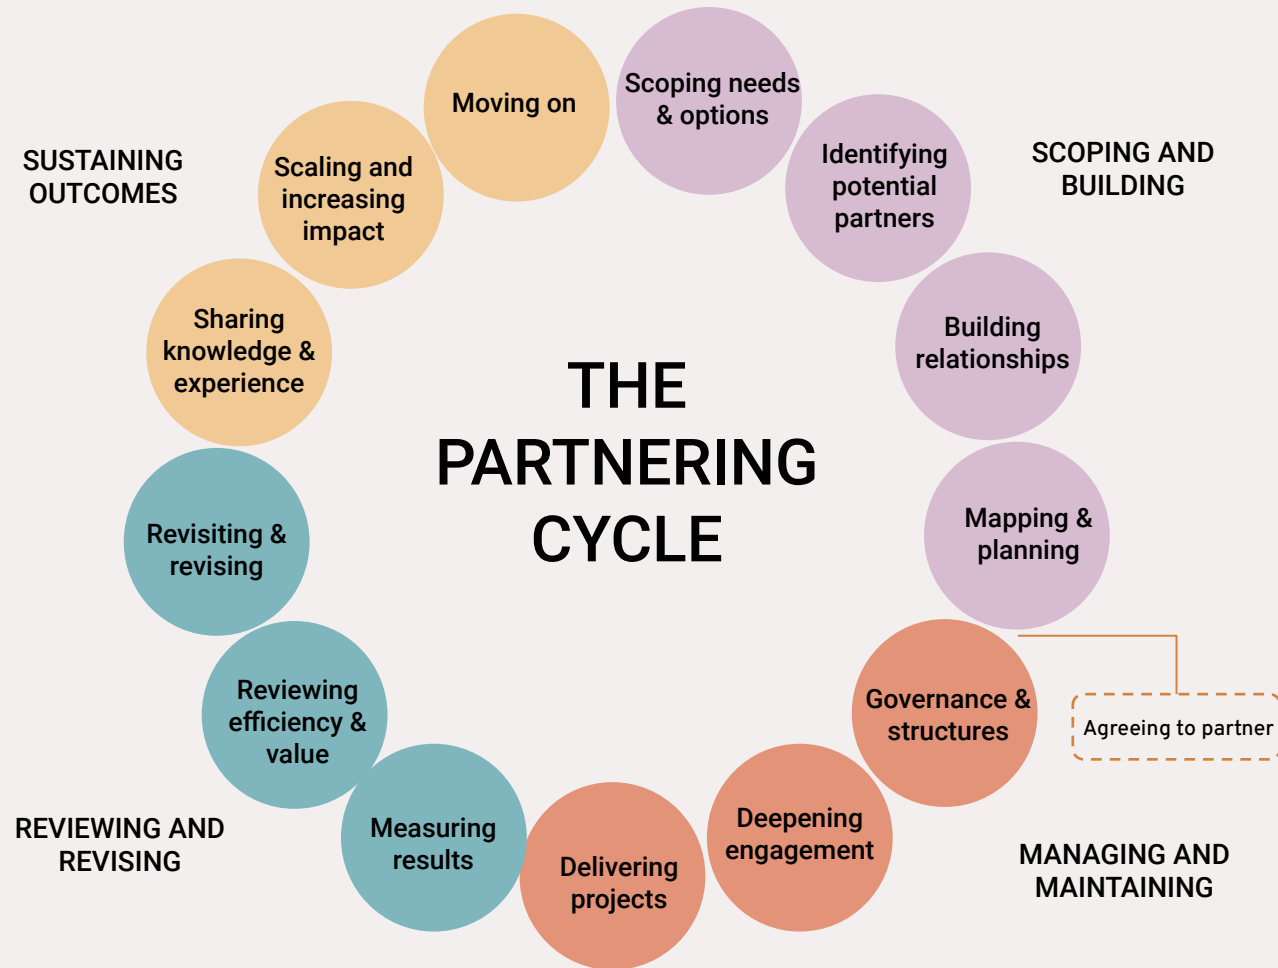 THE
PARTNERING
CYCLE
SCOPING AND
BUILDING
Scoping needs
& options
Identifying
potential
partners
Building
relationships
Mapping &
planning
Agreeing to partner
MANAGING AND
MAINTAINING
Governance &
structures
Deepening
engagement
Delivering
projects
REVIEWING AND
REVISING
Measuring
results
Reviewing
efficiency &
value
Revisiting &
revising
SUSTAINING
OUTCOMES
Sharing
knowledge &
experience
Scaling and
increasing
impact
Moving on